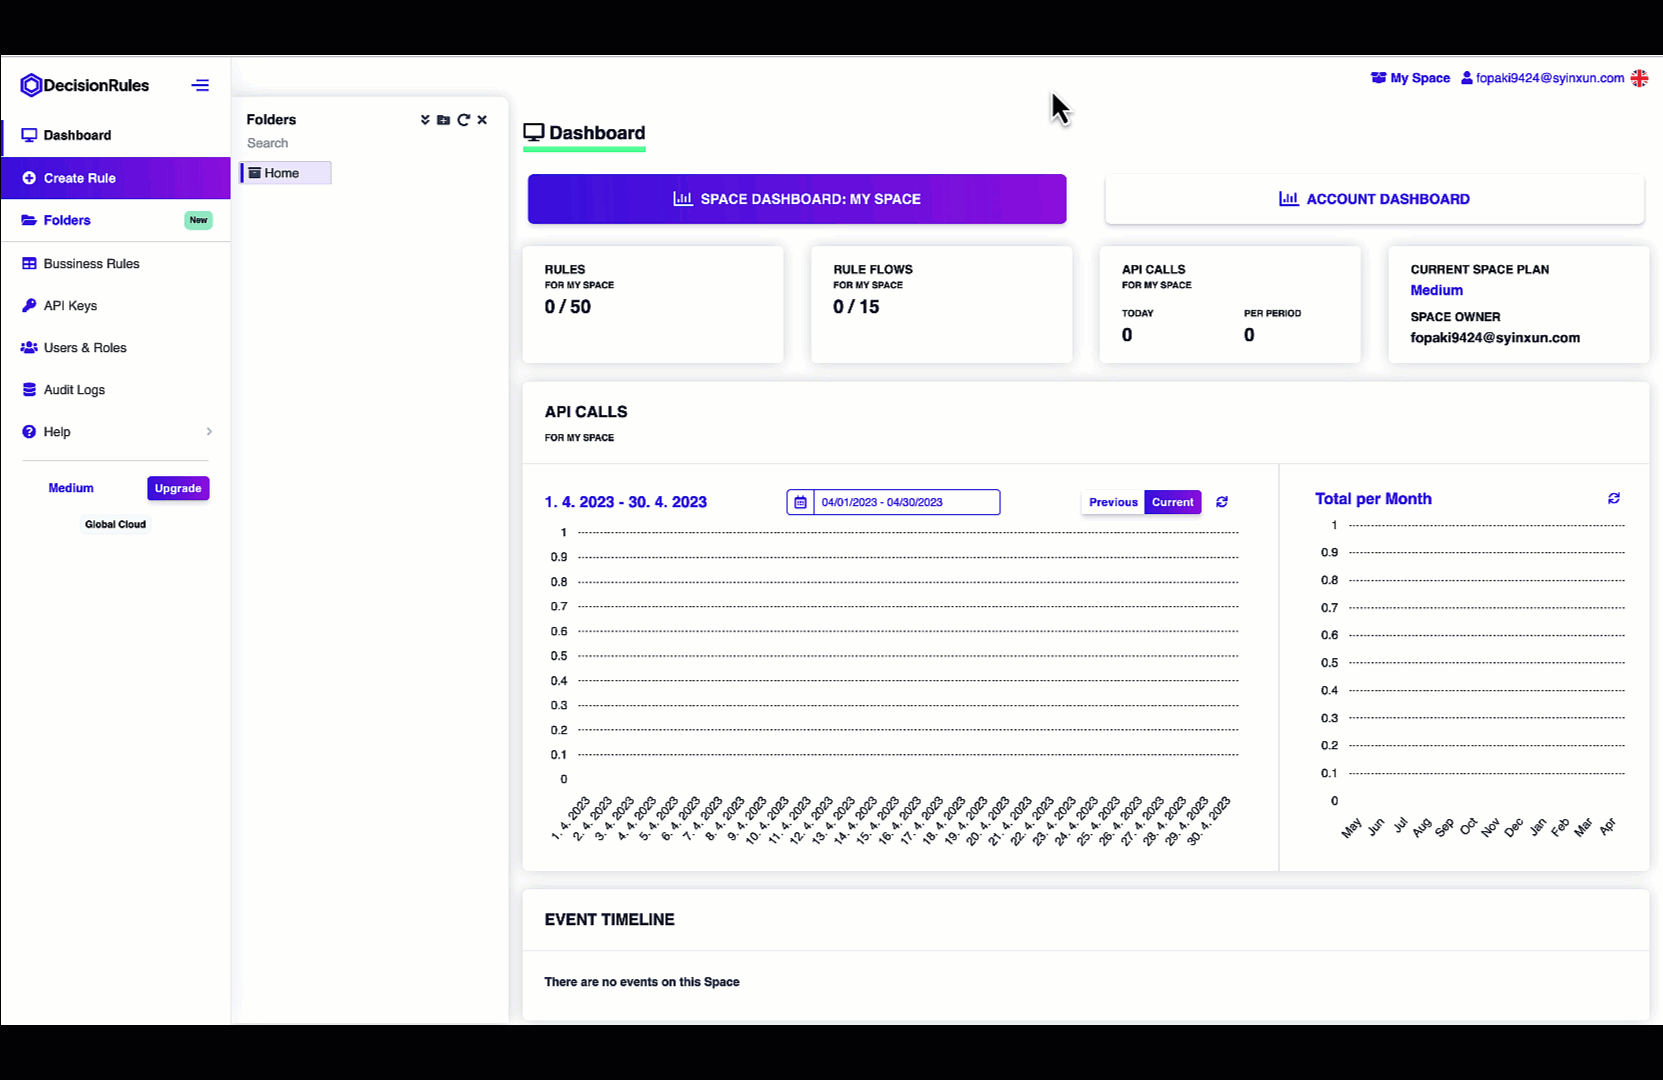 DecisionRules
Dashboard
Create Rule
Folders New
Bussiness Rules
API Keys
Users & Roles
Audit Logs
Help
Medium Upgrade
Global Cloud
Folders
Search
Home
My Space fopaki9424@syinxun.com
Dashboard
SPACE DASHBOARD: MY SPACE
ACCOUNT DASHBOARD
RULES
FOR MY SPACE
0 / 50
RULE FLOWS
FOR MY SPACE
0 / 15
API CALLS
FOR MY SPACE
TODAY PER PERIOD
0 0
CURRENT SPACE PLAN
Medium
SPACE OWNER
fopaki9424@syinxun.com
API CALLS
FOR MY SPACE
1. 4. 2023 - 30. 4. 2023 04/01/2023 - 04/30/2023 Previous Current
1
0.9
0.8
0.7
0.6
0.5
0.4
0.3
0.2
0.1
0
1. 4. 2023
2. 4. 2023
3. 4. 2023
4. 4. 2023
5. 4. 2023
6. 4. 2023
7. 4. 2023
8. 4. 2023
9. 4. 2023
10. 4. 2023
11. 4. 2023
12. 4. 2023
13. 4. 2023
14. 4. 2023
15. 4. 2023
16. 4. 2023
17. 4. 2023
18. 4. 2023
19. 4. 2023
20. 4. 2023
21. 4. 2023
22. 4. 2023
23. 4. 2023
24. 4. 2023
25. 4. 2023
26. 4. 2023
27. 4. 2023
28. 4. 2023
29. 4. 2023
30. 4. 2023
Total per Month
1
0.9
0.8
0.7
0.6
0.5
0.4
0.3
0.2
0.1
0
May
Jun
Jul
Aug
Sep
Oct
Nov
Dec
Jan
Feb
Mar
Apr
EVENT TIMELINE
There are no events on this Space